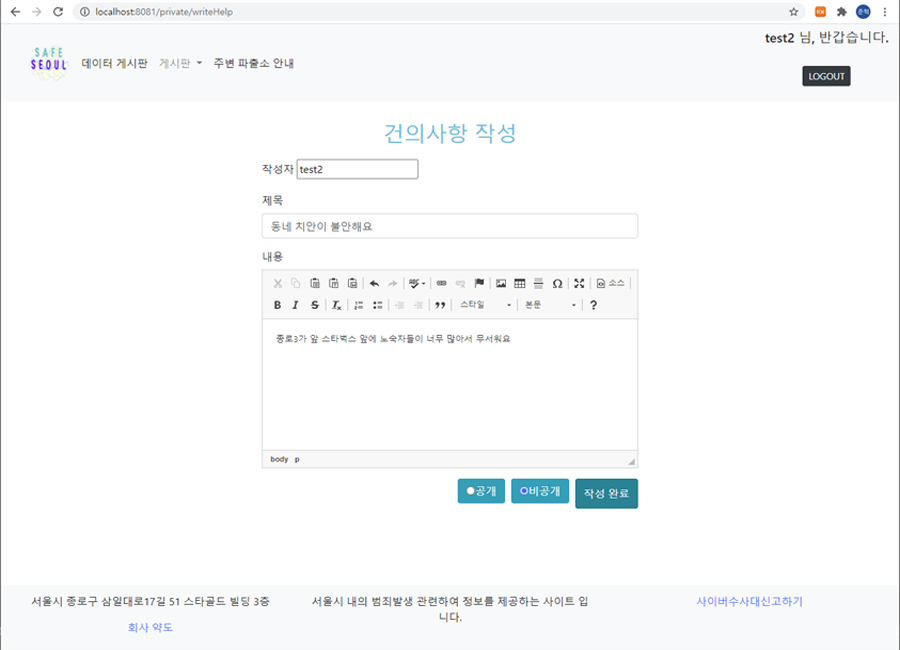 localhost:8081/private/writeHelp
test2 님, 반갑습니다.
SAFE
SEOUL
데이터 게시판 게시판 주변 파출소 안내
LOGOUT
건의사항 작성
작성자 test2
제목
동네 치안이 불안해요
내용
소스
B I S Ix 스타일 본문 ?
종로3가 앞 스타벅스 앞에 노숙자들이 너무 많아서 무서워요
body p
공개 비공개 작성 완료
서울시 종로구 삼일대로17길 51 스타골드 빌딩 3층
회사 약도
서울시 내의 범죄발생 관련하여 정보를 제공하는 사이트 입
니다.
사이버수사대신고하기